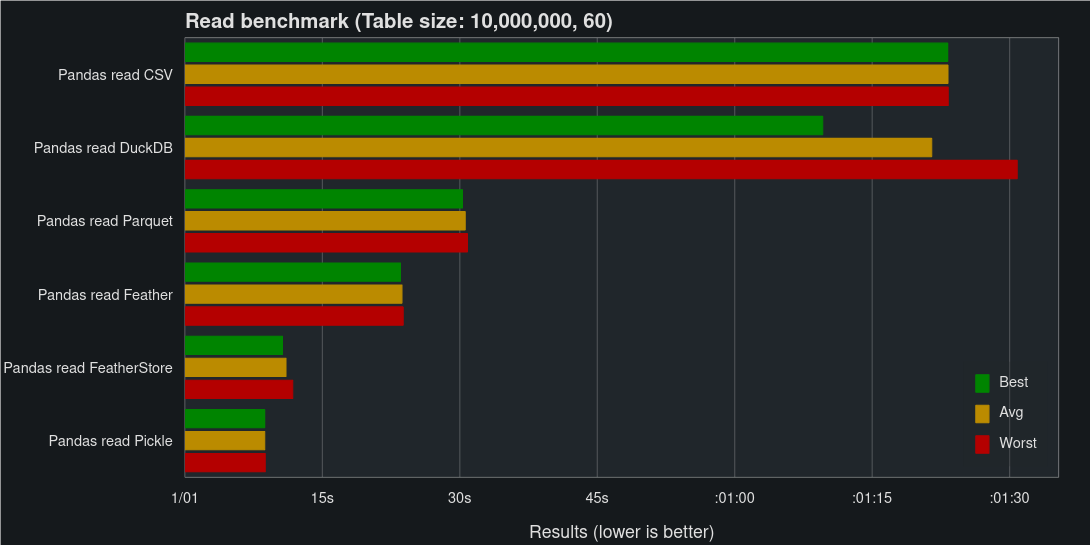 Read benchmark (Table size: 10,000,000, 60)
Pandas read CSV
Pandas read DuckDB
Pandas read Parquet
Pandas read Feather
Pandas read FeatherStore
Pandas read Pickle
Best
Avg
Worst
1/01 15s 30s 45s :01:00 :01:15 :01:30
Results (lower is better)